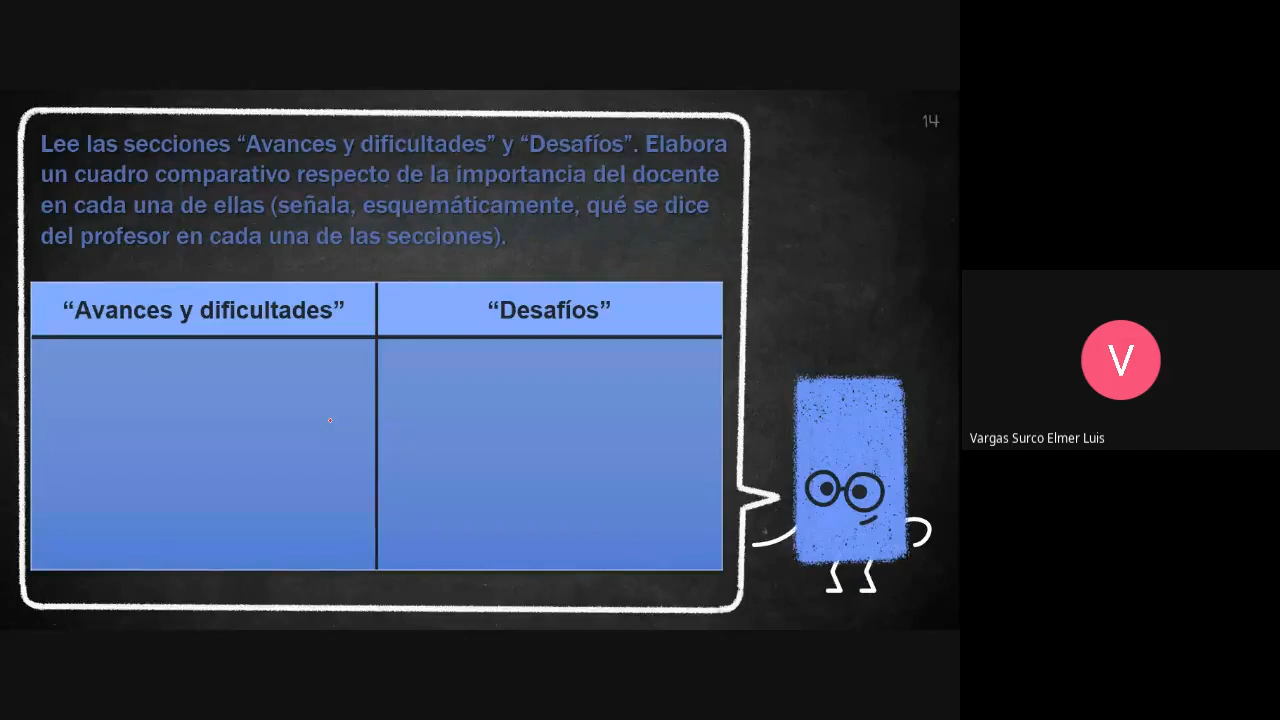 14
Lee las secciones “Avances y dificultades” y “Desafíos”. Elabora
un cuadro comparativo respecto de la importancia del docente
en cada una de ellas (señala, esquemáticamente, qué se dice
del profesor en cada una de las secciones).
“Avances y dificultades”
“Desafíos”
V
Vargas Surco Elmer Luis